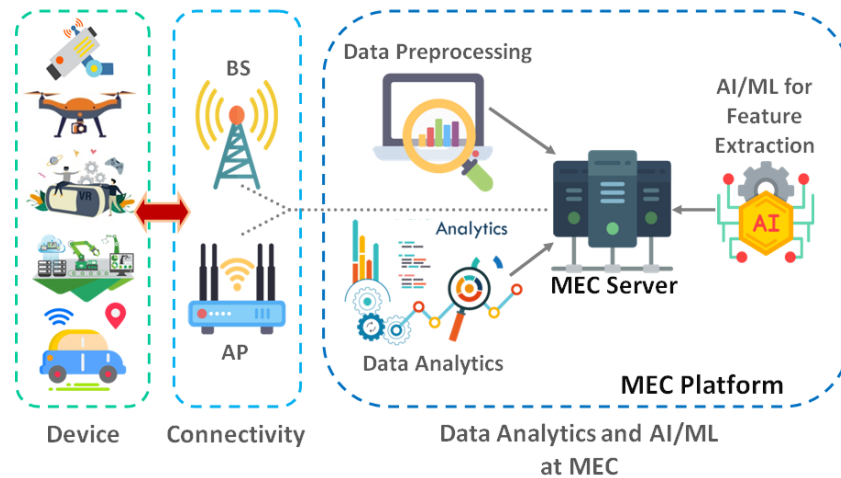 Data Preprocessing
BS
AI/ML for
Feature
Extraction
VR
AI
Analytics
MEC Server
AP
Data Analytics
MEC Platform
Device
Connectivity
Data Analytics and AI/ML
at MEC